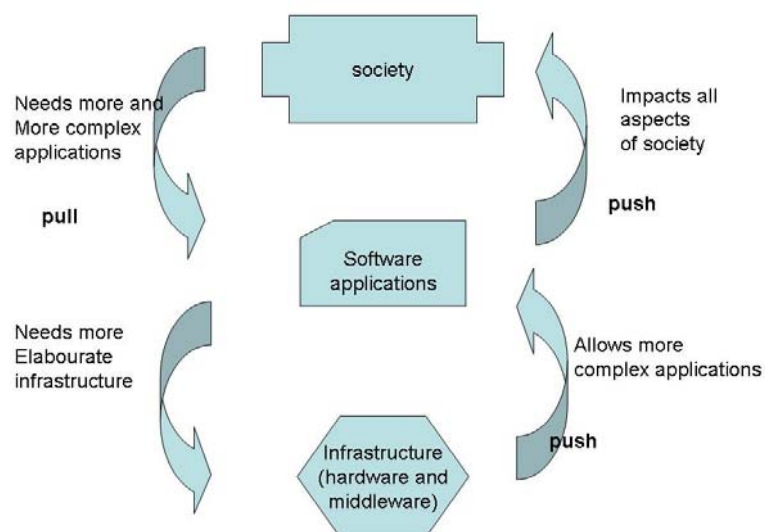 society
Needs more and
More complex
applications
Impacts all
aspects
of society
pull
push
Software
applications
Needs more
Elabourate
infrastructure
Allows more
complex applications
push
Infrastructure
(hardware and
middleware)